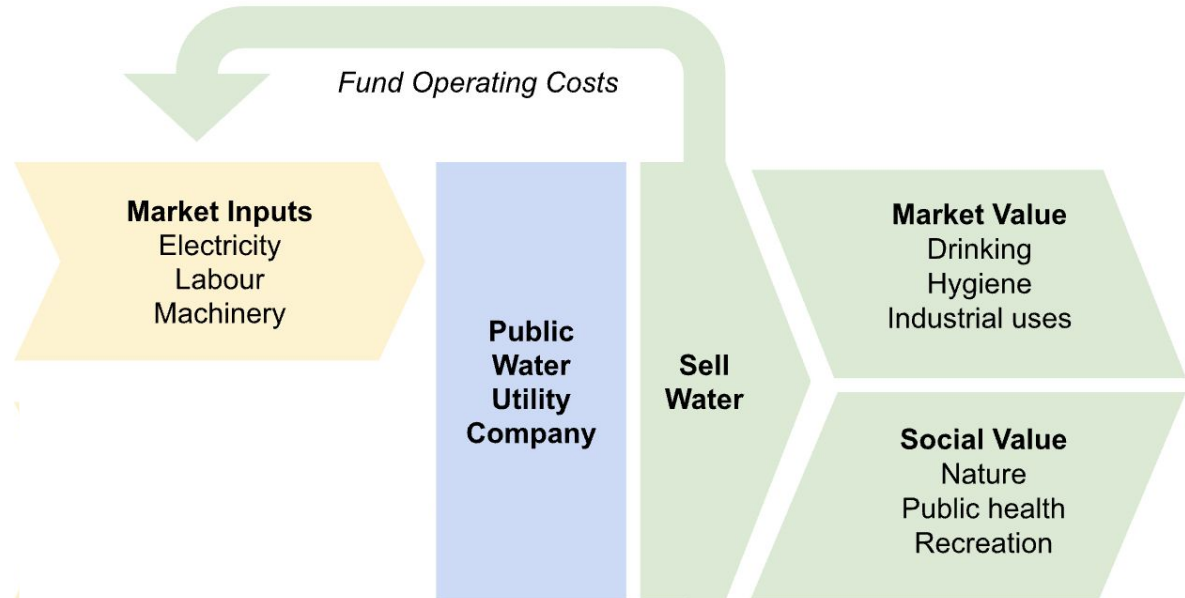 Fund Operating Costs
Market Inputs
Electricity
Labour
Machinery
Public
Water
Utility
Company
Sell
Water
Market Value
Drinking
Hygiene
Industrial uses
Social Value
Nature
Public health
Recreation